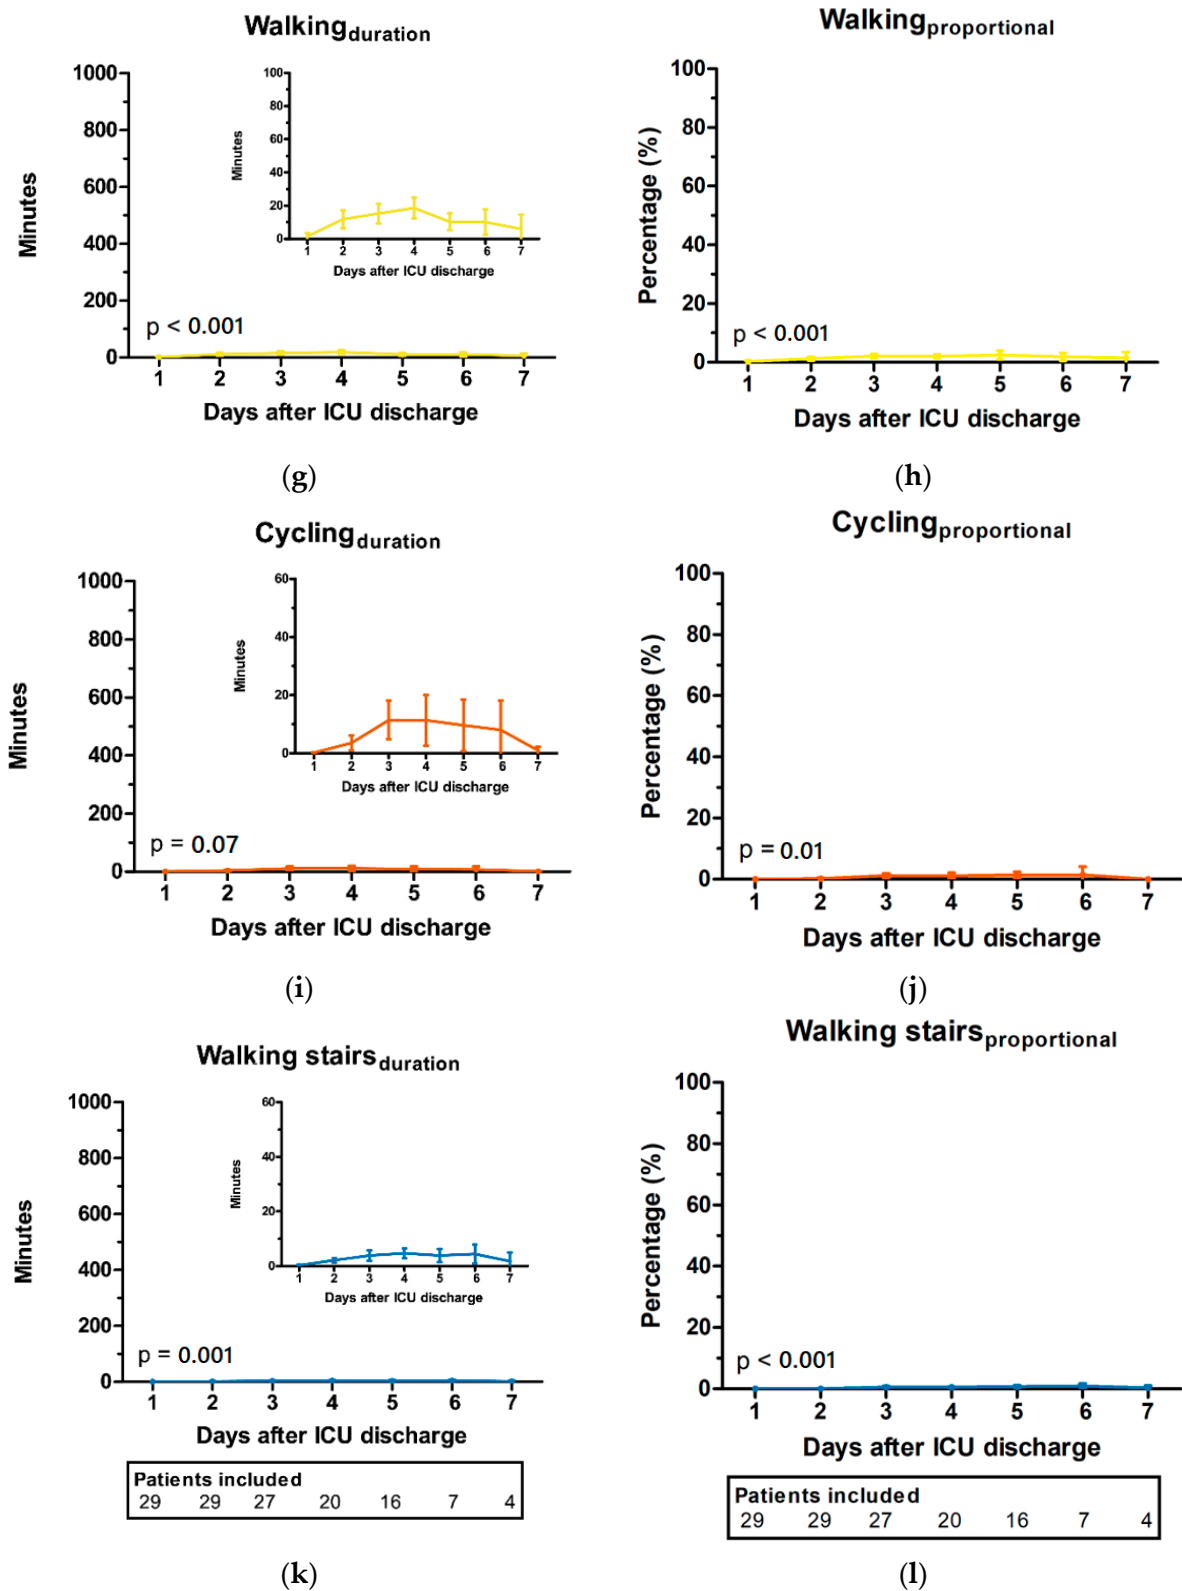 Walkingduration
1000
800
600
400
200
0
Minutes
100
80
60
40
20
0
Minutes
1 2 3 4 5 6 7
Days after ICU discharge
p < 0.001
1 2 3 4 5 6 7
Days after ICU discharge
(g)
Walkingproportional
100
80
60
40
20
0
Percentage (%)
p < 0.001
1 2 3 4 5 6 7
Days after ICU discharge
(h)
Cyclingduration
1000
800
600
400
200
0
Minutes
60
40
20
0
Minutes
1 2 3 4 5 6 7
Days after ICU discharge
p = 0.07
1 2 3 4 5 6 7
Days after ICU discharge
(i)
Cyclingproportional
100
80
60
40
20
0
Percentage (%)
p = 0.01
1 2 3 4 5 6 7
Days after ICU discharge
(j)
Walking stairsduration
1000
800
600
400
200
0
Minutes
60
40
20
0
Minutes
1 2 3 4 5 6 7
Days after ICU discharge
p = 0.001
1 2 3 4 5 6 7
Days after ICU discharge
Patients included
29 29 27 20 16 7 4
(k)
Walking stairsproportional
100
80
60
40
20
0
Percentage (%)
p < 0.001
1 2 3 4 5 6 7
Days after ICU discharge
Patients included
29 29 27 20 16 7 4
(l)